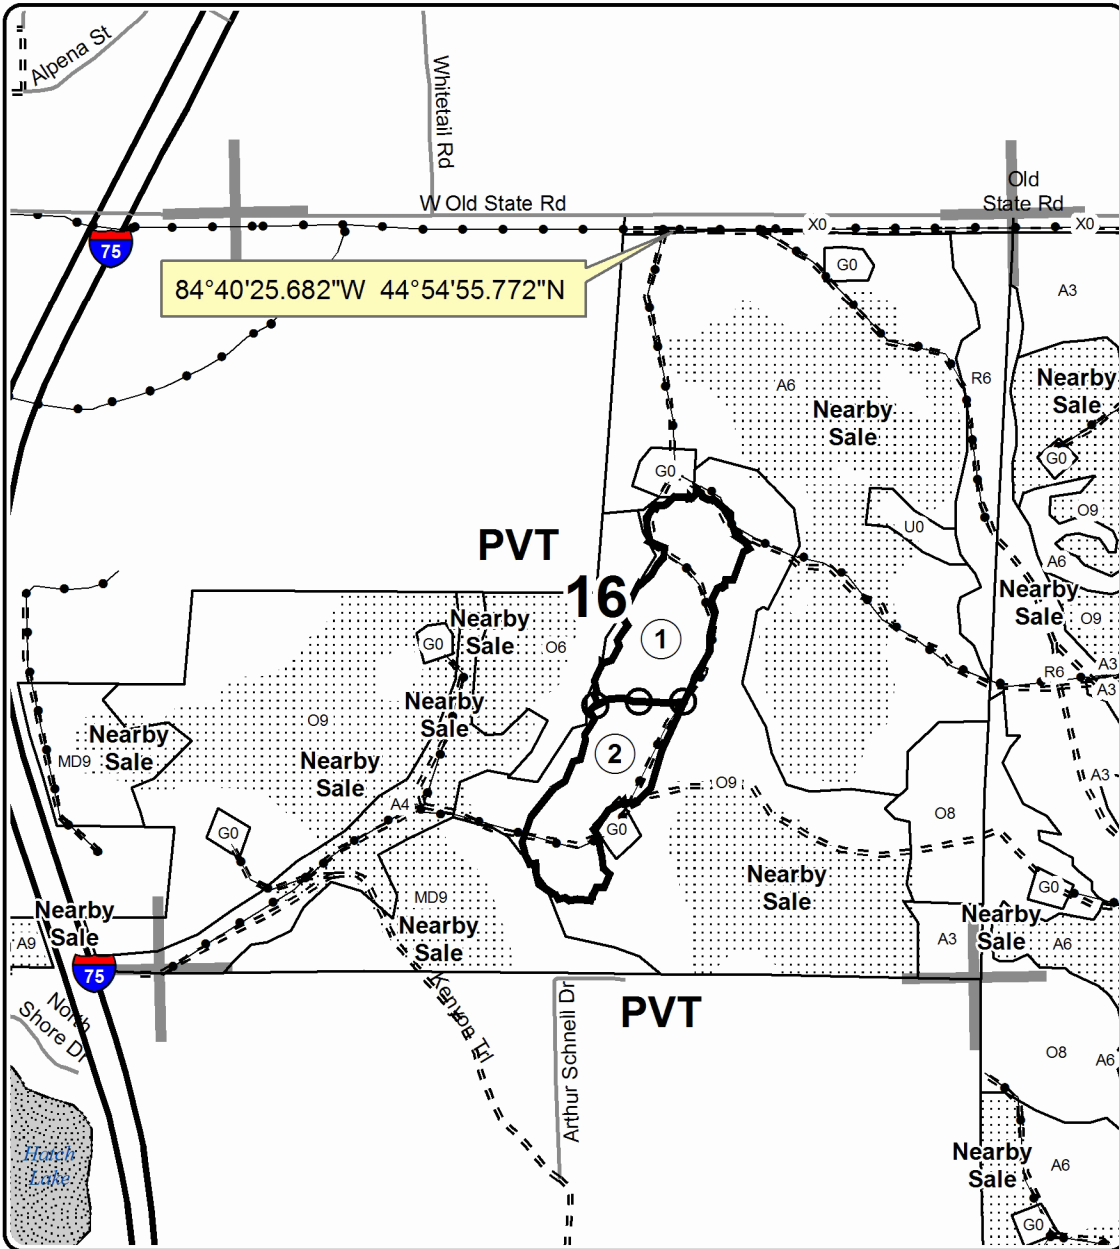 Alpena St
Whitetail Rd
W Old State Rd
Old
State Rd
X0
X0
75
84°40'25.682"W 44°54'55.772"N
G0
A3
A6
R6
Nearby
Sale
Nearby
Sale
G0
G0
O9
U0
PVT
A6
16
Nearby
Sale
Nearby
Sale
O9
G0
O6
1
R6
A3
A3
Nearby
Sale
O9
Nearby
Sale
MD9
Nearby
Sale
2
O9
A3
A4
O8
G0
G0
Nearby
Sale
G0
MD9
Nearby
Sale
A9
Nearby
Sale
Nearby
Sale
A3
A6
75
North
Shore Dr
Kenyon Trl
PVT
Arthur Schnell Dr
O8
A6
Hatch
Lake
Nearby
Sale
A6
G0